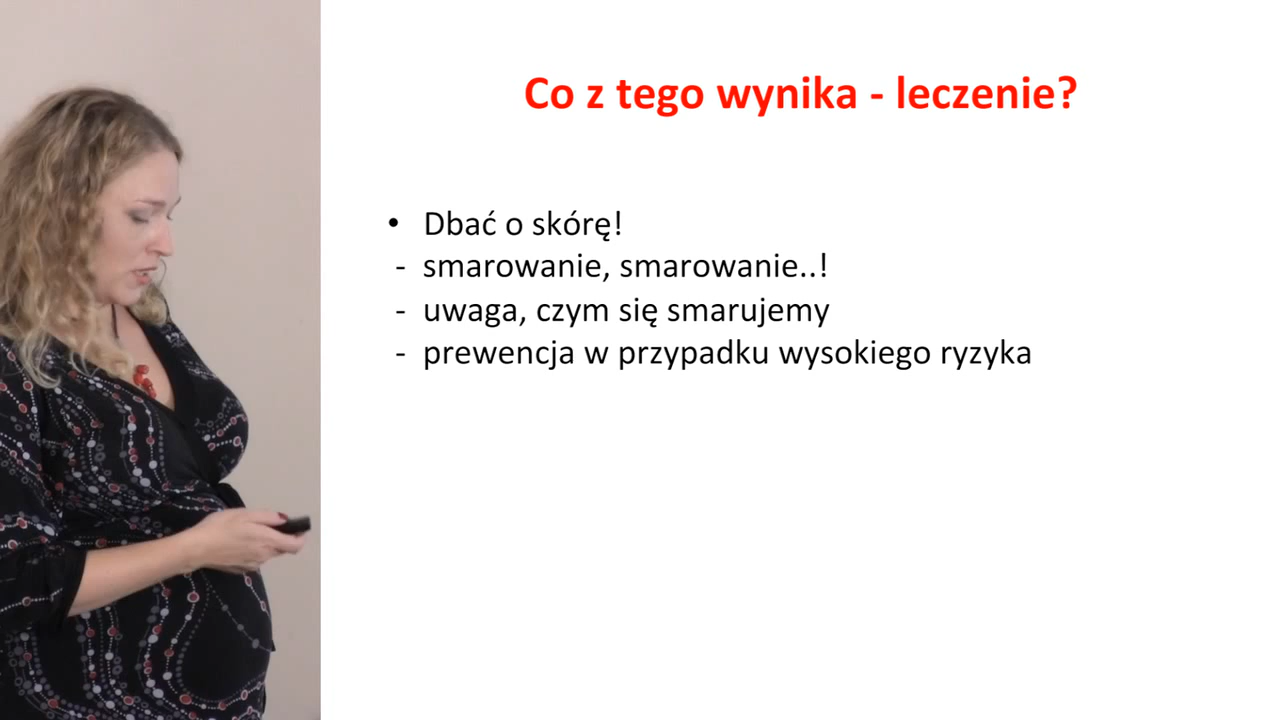 Co z tego wynika - leczenie?
• Dbać o skórę!
- smarowanie, smarowanie..!
- uwaga, czym się smarujemy
- prewencja w przypadku wysokiego ryzyka